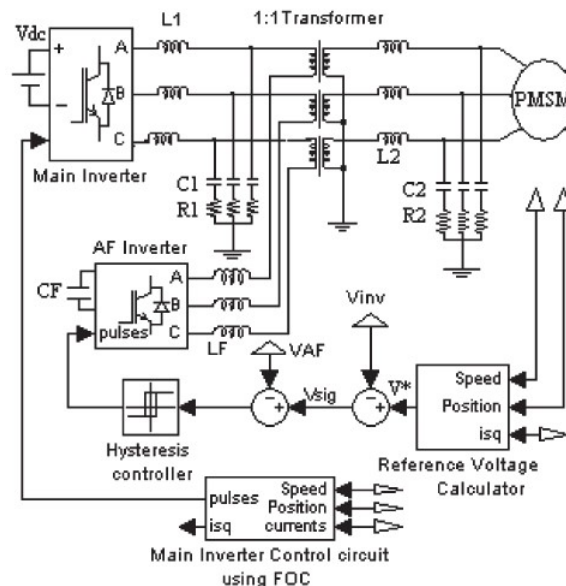 L1
1:1Transformer
Vdc
+
A
B
C
PMSM
L2
Main Inverter
C1
R1
C2
R2
AF Inverter
A
CF
B
Vinv
pulses
C
LF
VAF
Speed
V*
Vsig
Position
isq
Hysteresis
controller
Reference Voltage
Calculator
pulses
Speed
Position
isq
currents
Main Inverter Control circuit
using FOC